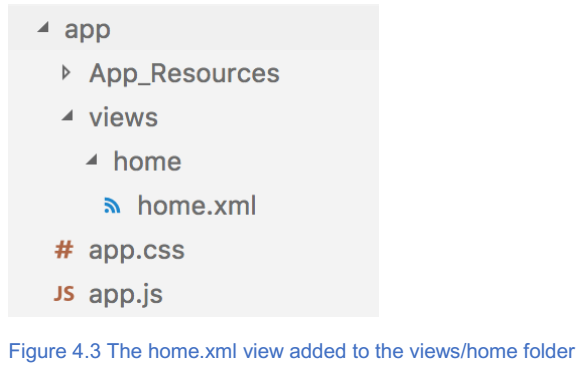 app
App_Resources
views
home
home.xml
# app.css
JS app.js
Figure 4.3 The home.xml view added to the views/home folder